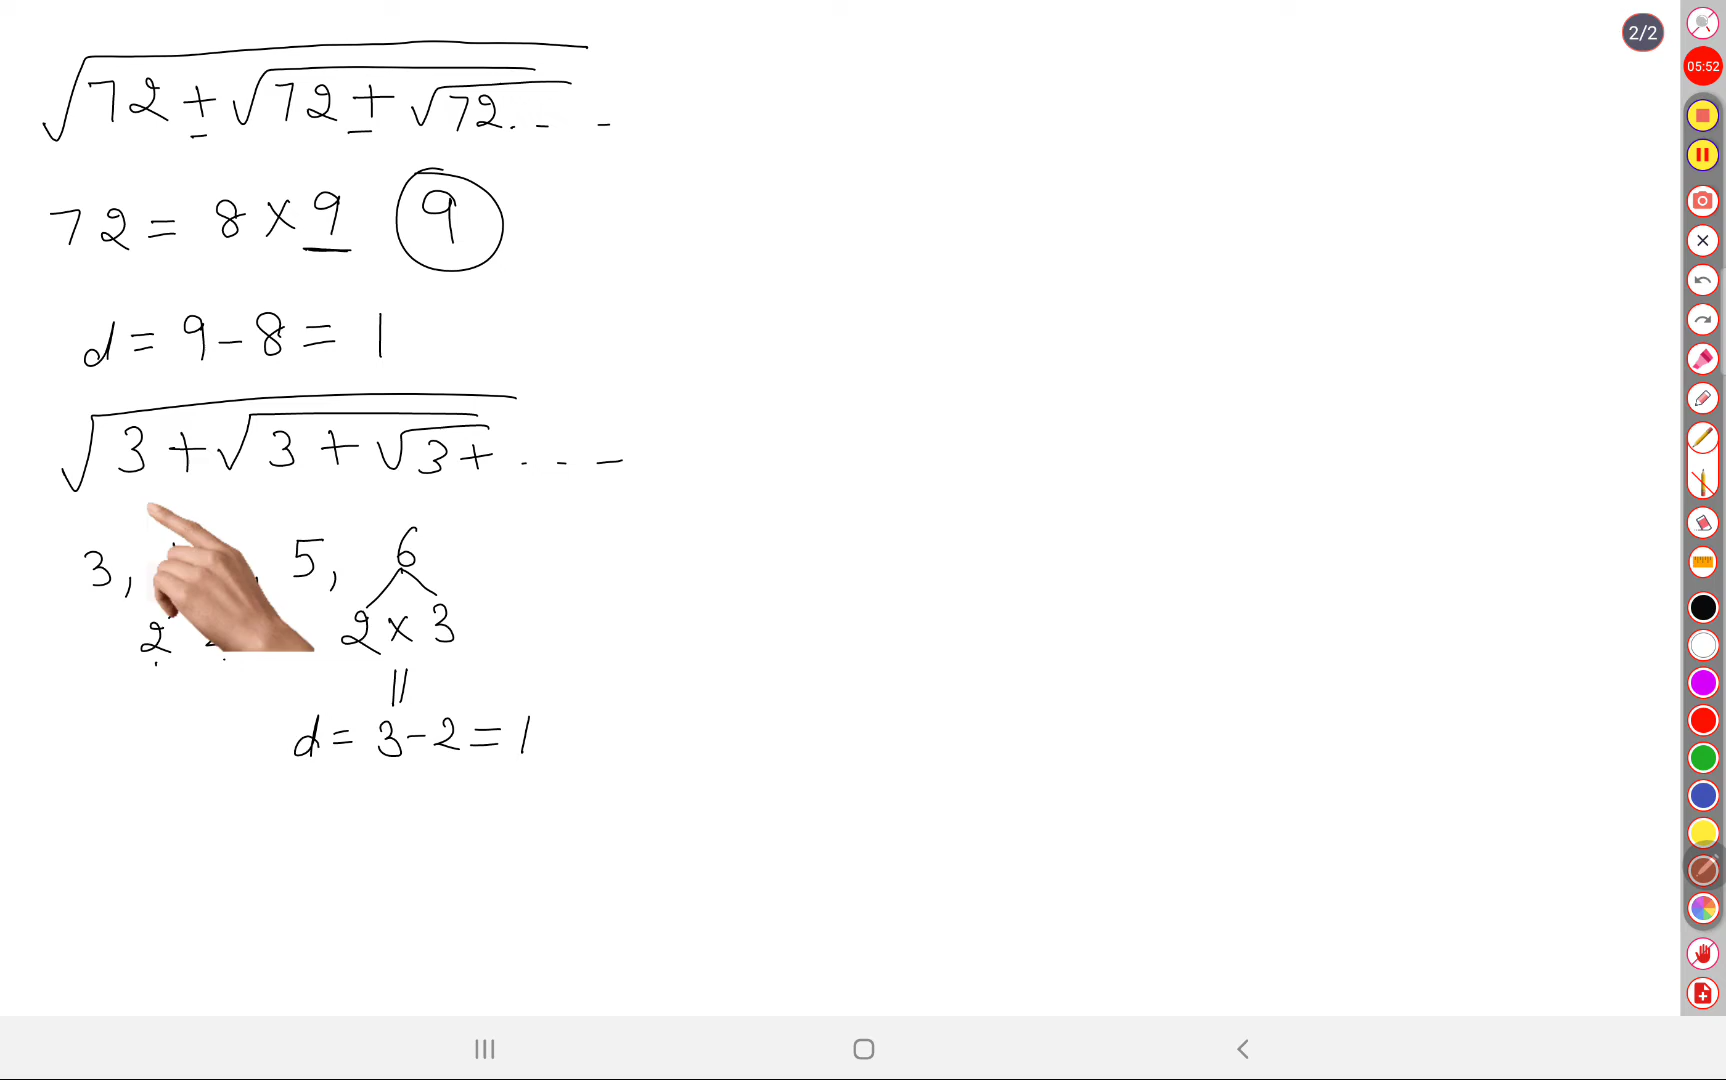 √72 ± √72 ± √72. - -
72 = 8 × 9 9
d = 9 - 8 = 1
√3 + √3 + √3 + - - -
3, 5, 6
2 2 × 3
||
d = 3 - 2 = 1
2/2
05:52